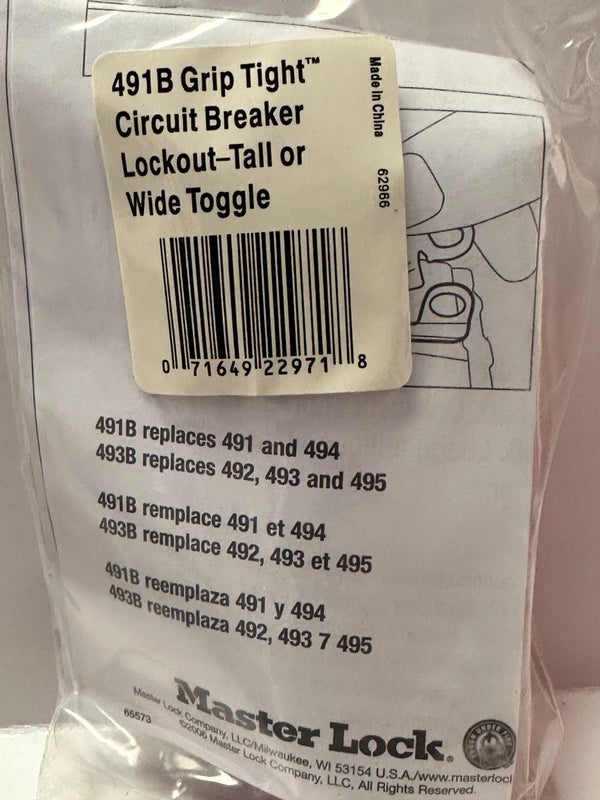 491B Grip Tight™
Circuit Breaker
Lockout–Tall or
Wide Toggle
Made in China
62966
0 71649 22971 8
491B replaces 491 and 494
493B replaces 492, 493 and 495
491B remplace 491 et 494
493B remplace 492, 493 et 495
491B reemplaza 491 y 494
493B reemplaza 492, 493 7 495
Master Lock®
Master Lock Company, LLC/Milwaukee, WI 53154 U.S.A./www.masterlocl
65573
©2006 Master Lock Company, LLC, All Rights Reserved.